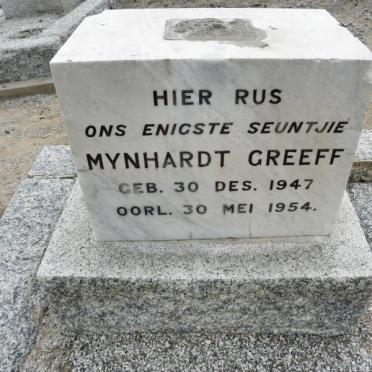 HIER RUS
ONS ENIGSTE SEUNTJIE
MYNHARDT GREEFF
GEB. 30 DES. 1947
OORL. 30 MEI 1954.